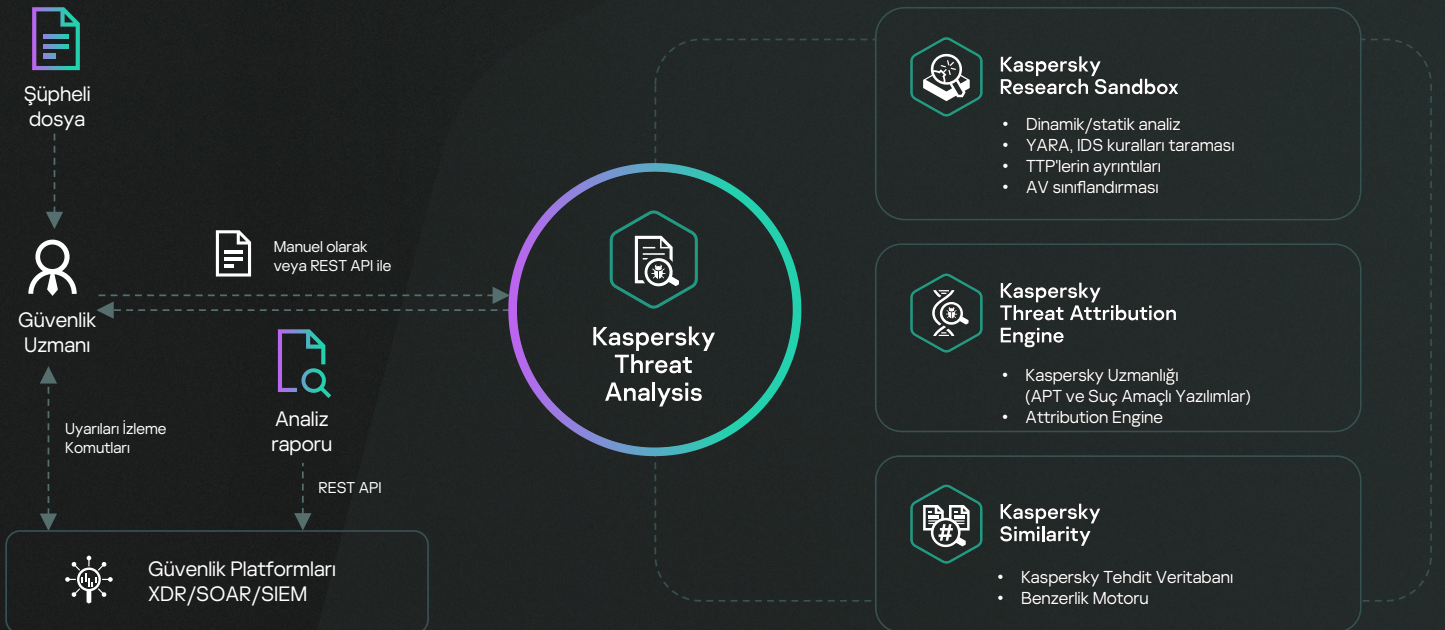 Şüpheli
dosya
Güvenlik
Uzmanı
Manuel olarak
veya REST API ile
Analiz
raporu
Uyarıları İzleme
Komutları
REST API
Güvenlik Platformları
XDR/SOAR/SIEM
Kaspersky
Threat
Analysis
Kaspersky
Research Sandbox
• Dinamik/statik analiz
• YARA, IDS kuralları taraması
• TTP'lerin ayrıntıları
• AV sınıflandırması
Kaspersky
Threat Attribution
Engine
• Kaspersky Uzmanlığı
(APT ve Suç Amaçlı Yazılımlar)
• Attribution Engine
#
Kaspersky
Similarity
• Kaspersky Tehdit Veritabanı
• Benzerlik Motoru